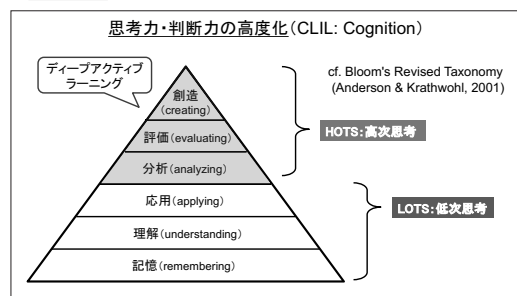 思考力・判断力の高度化(CLIL: Cognition)
ディープアクティブ
ラーニング
cf. Bloom's Revised Taxonomy
(Anderson & Krathwohl, 2001)
創造
(creating)
評価(evaluating)
HOTS:高次思考
分析(analyzing)
応用(applying)
LOTS:低次思考
理解(understanding)
記憶(remembering)